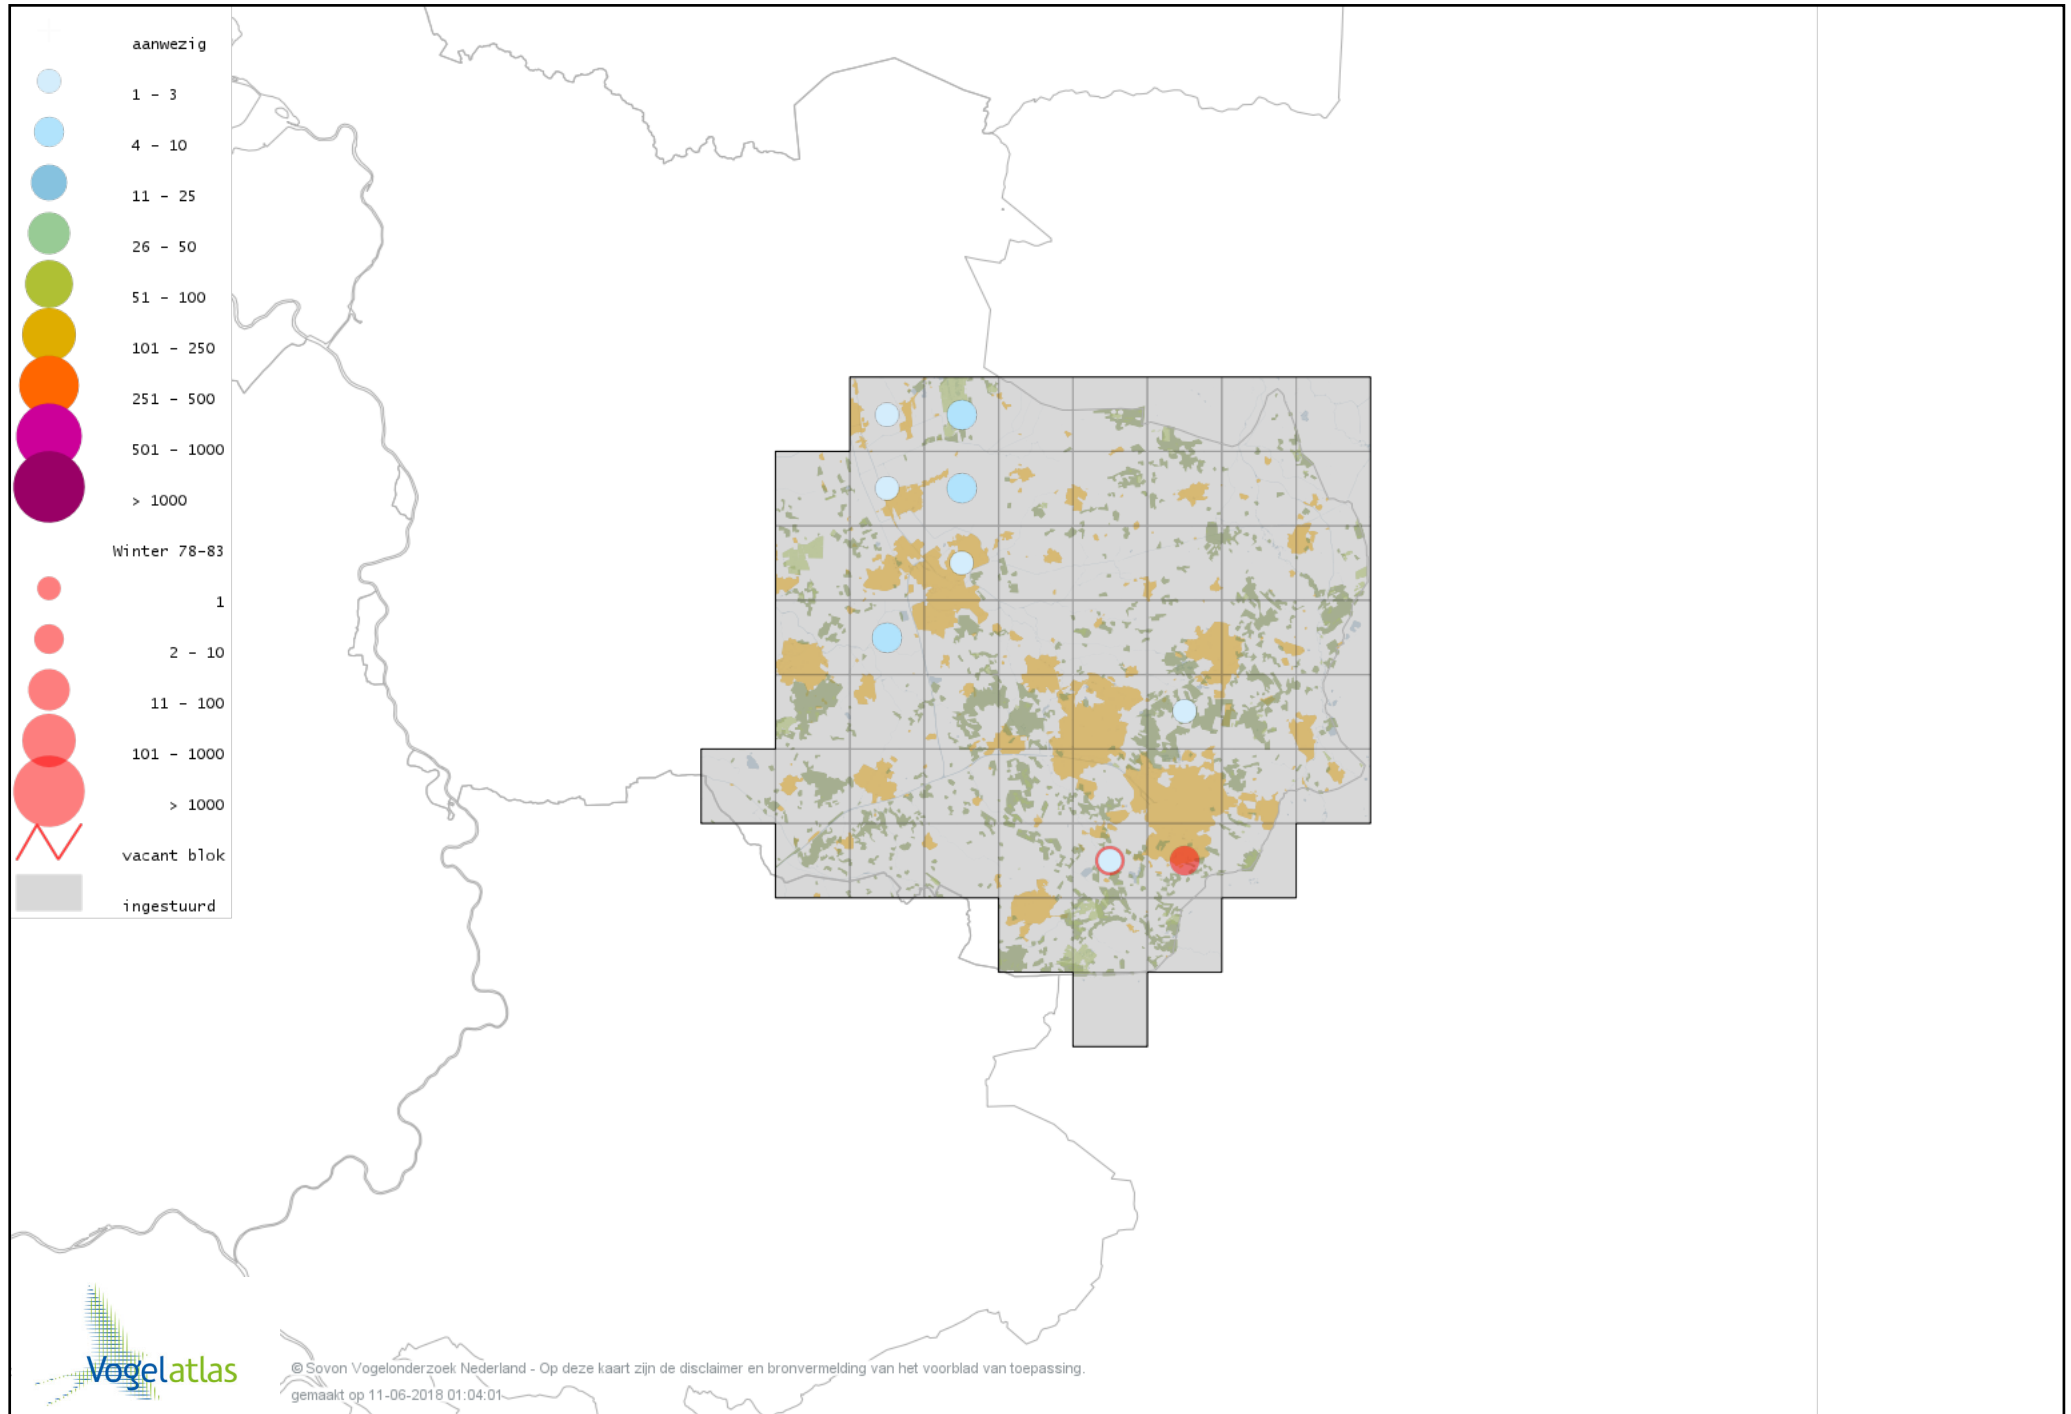 aanwezig
1 - 3
4 - 10
11 - 25
26 - 50
51 - 100
101 - 250
251 - 500
501 - 1000
> 1000
Winter 78-83
1
2 - 10
11 - 100
101 - 1000
> 1000
vacant blok
ingestuurd
Vogelatlas
© Sovon Vogelonderzoek Nederland - Op deze kaart zijn de disclaimer en bronvermelding van het voorblad van toepassing.
gemaakt op 11-06-2018 01:04:01